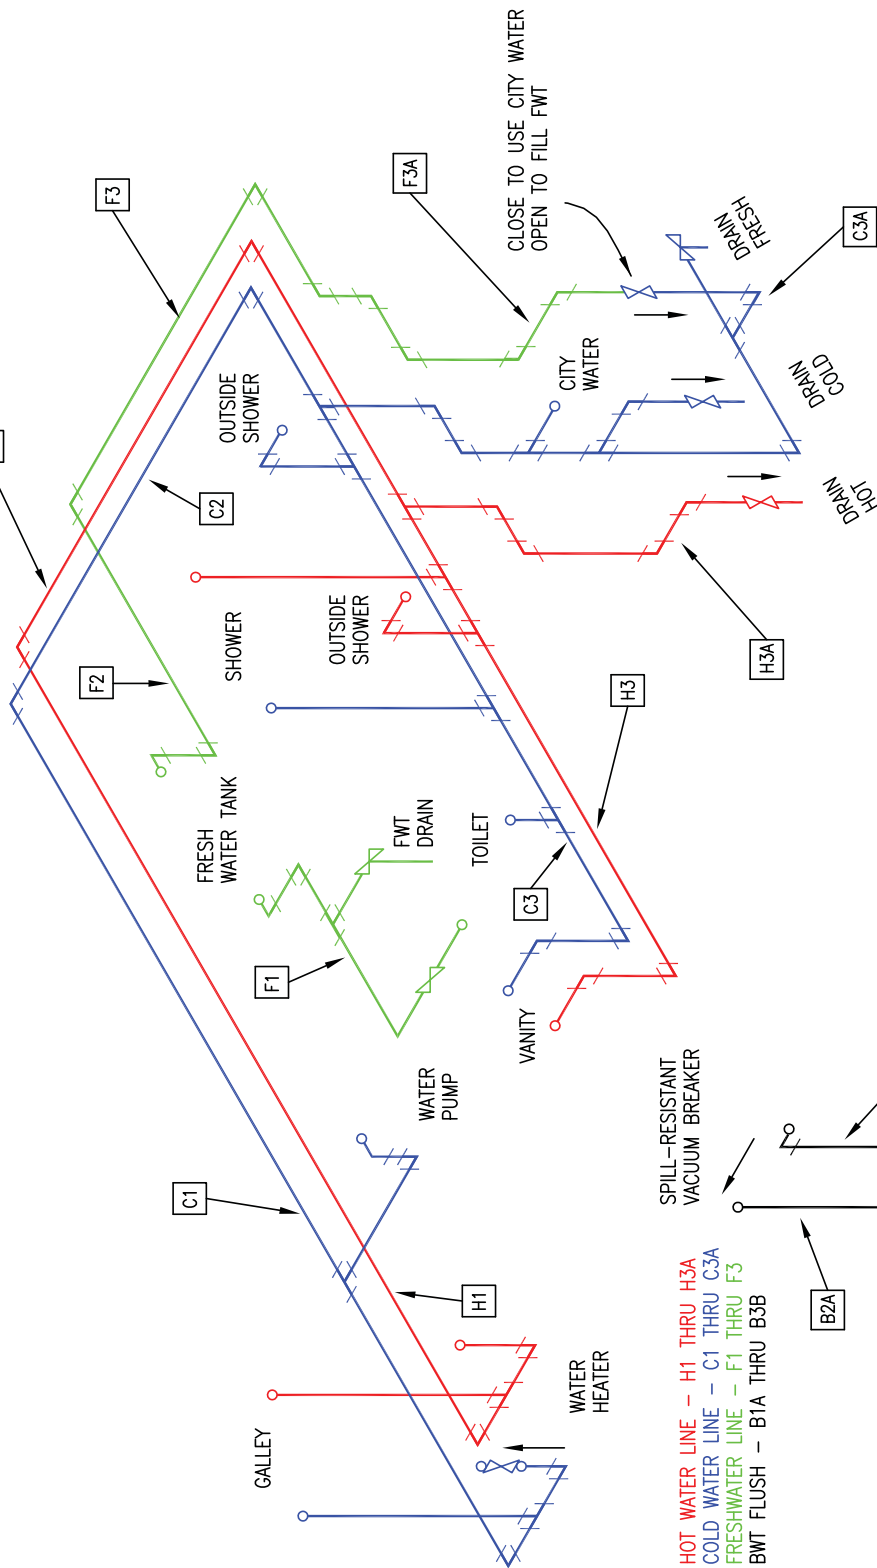 F3
F3A
CLOSE TO USE CITY WATER
OPEN TO FILL FWT
DRAIN
FRESH
C3A
C2
OUTSIDE
SHOWER
CITY
WATER
DRAIN
COLD
DRAIN
HOT
F2
SHOWER
OUTSIDE
SHOWER
H3A
H3
FRESH
WATER TANK
FWT
DRAIN
TOILET
C3
F1
VANITY
WATER
PUMP
C1
H1
SPILL-RESISTANT
VACUUM BREAKER
B2A
GALLEY
WATER
HEATER
HOT WATER LINE - H1 THRU H3A
COLD WATER LINE - C1 THRU C3A
FRESHWATER LINE - F1 THRU F3
BWT FLUSH - B1A THRU B3B